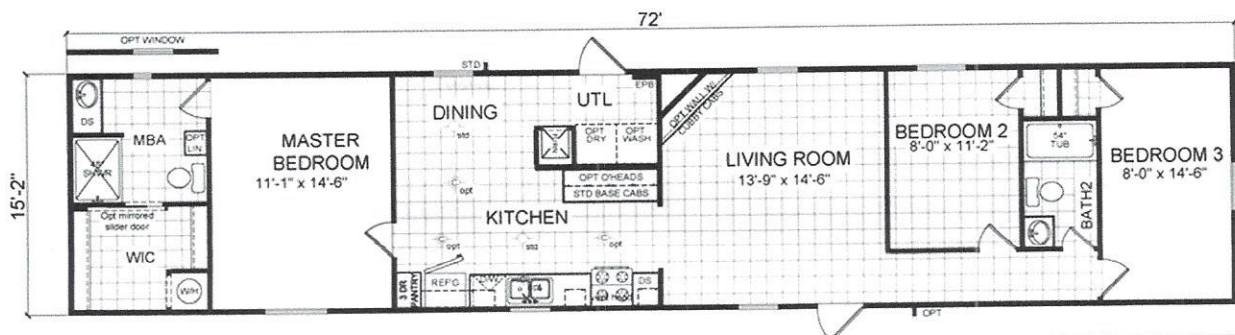 72'
OPT WINDOW
STD
EPB
DS
MBA
OPT
LIN
SHWR
Opt mirrored
slider door
WIC
W/H
MASTER
BEDROOM
11'-1" x 14'-6"
DINING
std
UTL
OPT
DRY
OPT
WASH
OPT O'HEADS
STD BASE CABS
opt
KITCHEN
opt
std
opt
3 DR
PANTRY
REFG
DS
OPT WALL W/
CUBBY CABS
LIVING ROOM
13'-9" x 14'-6"
BEDROOM 2
8'-0" x 11'-2"
54"
TUB
BATH2
BEDROOM 3
8'-0" x 14'-6"
OPT
15'-2"